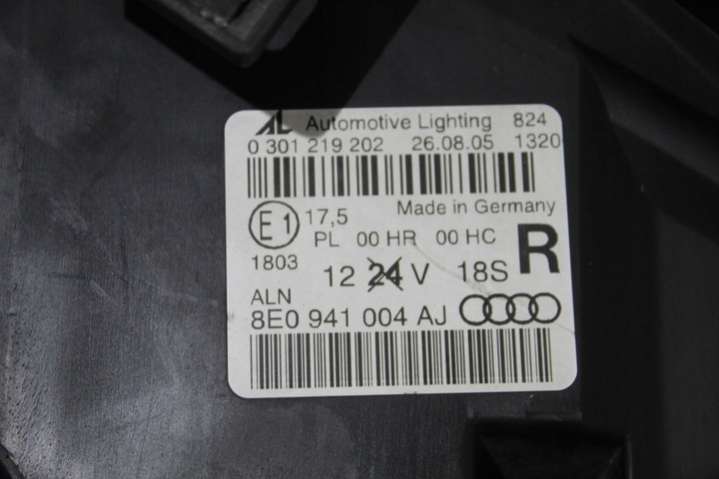 AL Automotive Lighting 824
0 301 219 202 26.08.05 1320
Made in Germany
E1 17,5
PL 00 HR 00 HC R
1803 12 24 V 18S
ALN
8E0 941 004 AJ